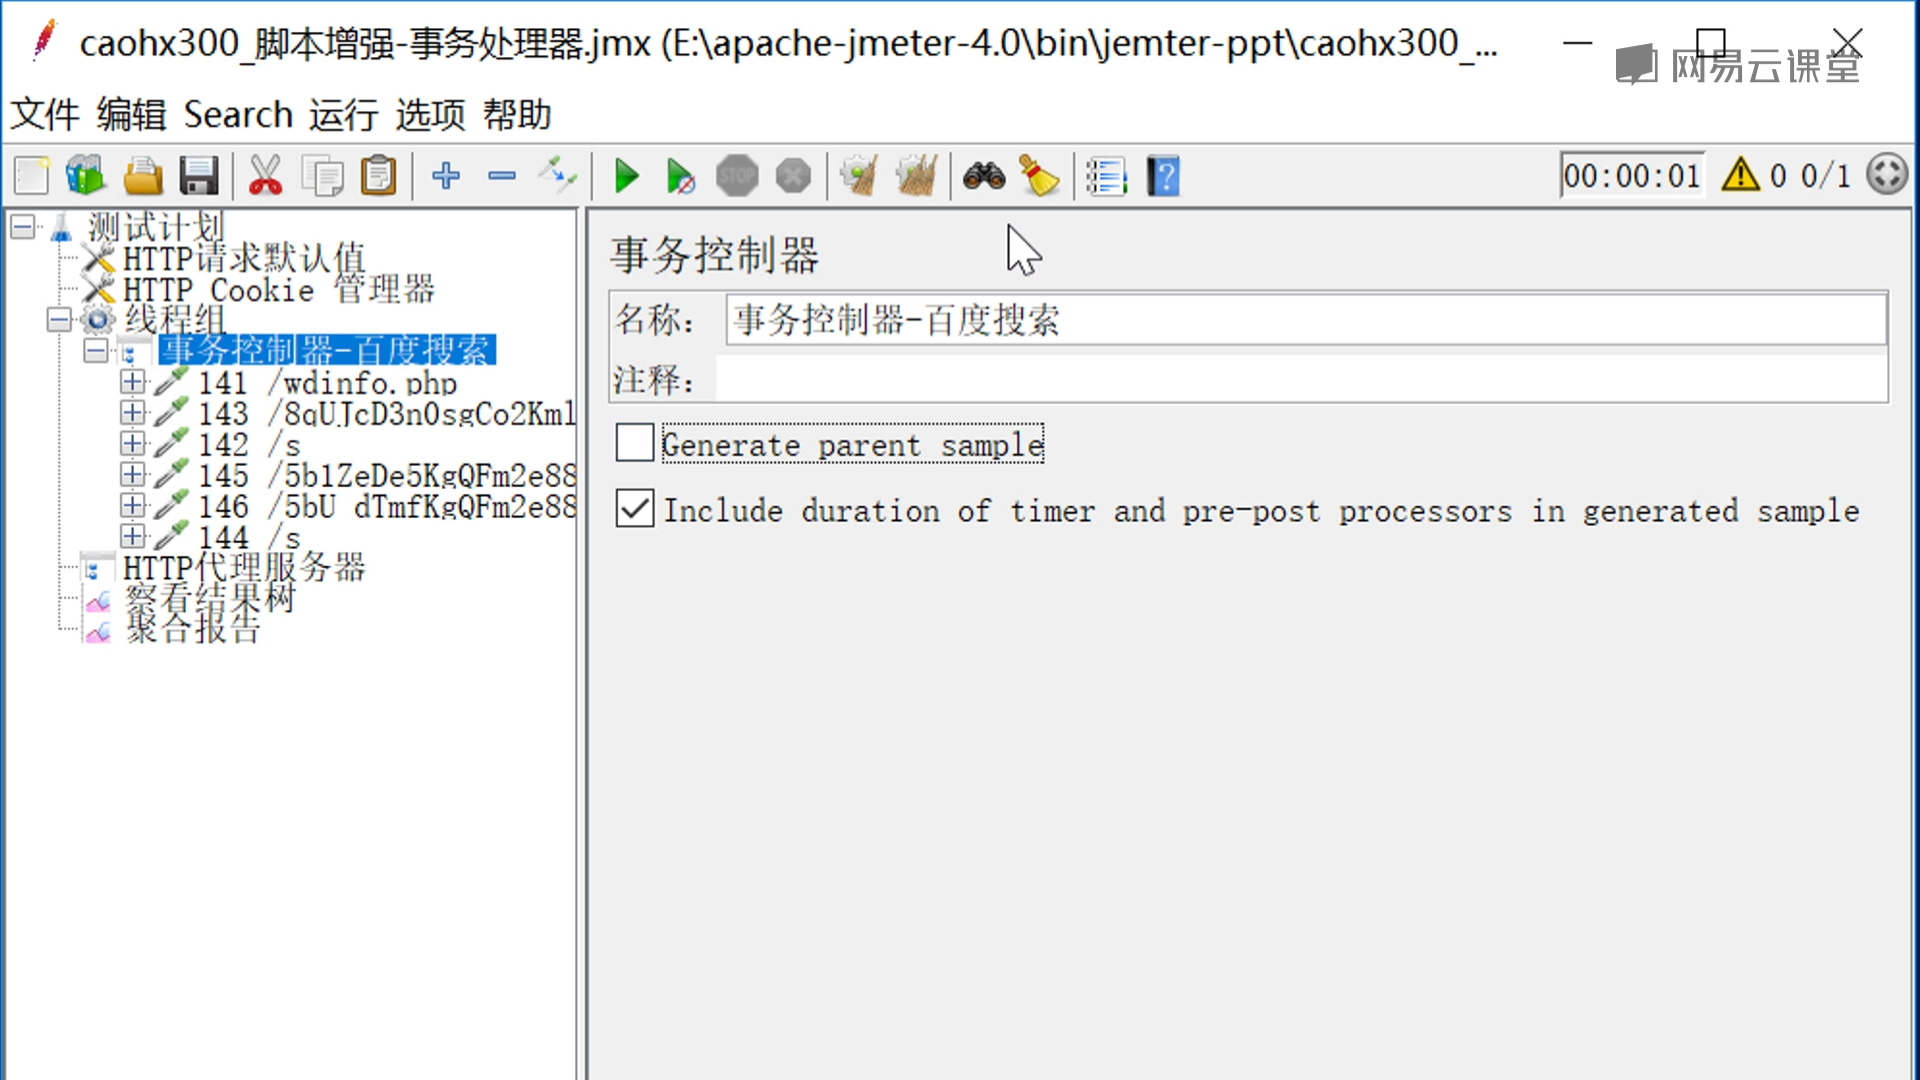 caohx300_脚本增强-事务处理器.jmx (E:\apache-jmeter-4.0\bin\jemter-ppt\caohx300_...
网易云课堂
文件 编辑 Search 运行 选项 帮助
STOP
00:00:01 0 0/1
测试计划
HTTP请求默认值
HTTP Cookie 管理器
线程组
事务控制器-百度搜索
141 /wdinfo.php
143 /8qUJcD3n0sgCo2Kml
142 /s
145 /5b1ZeDe5KgQFm2e88
146 /5bU_dTmfKgQFm2e88
144 /s
HTTP代理服务器
察看结果树
聚合报告
事务控制器
名称: 事务控制器-百度搜索
注释:
Generate parent sample
Include duration of timer and pre-post processors in generated sample